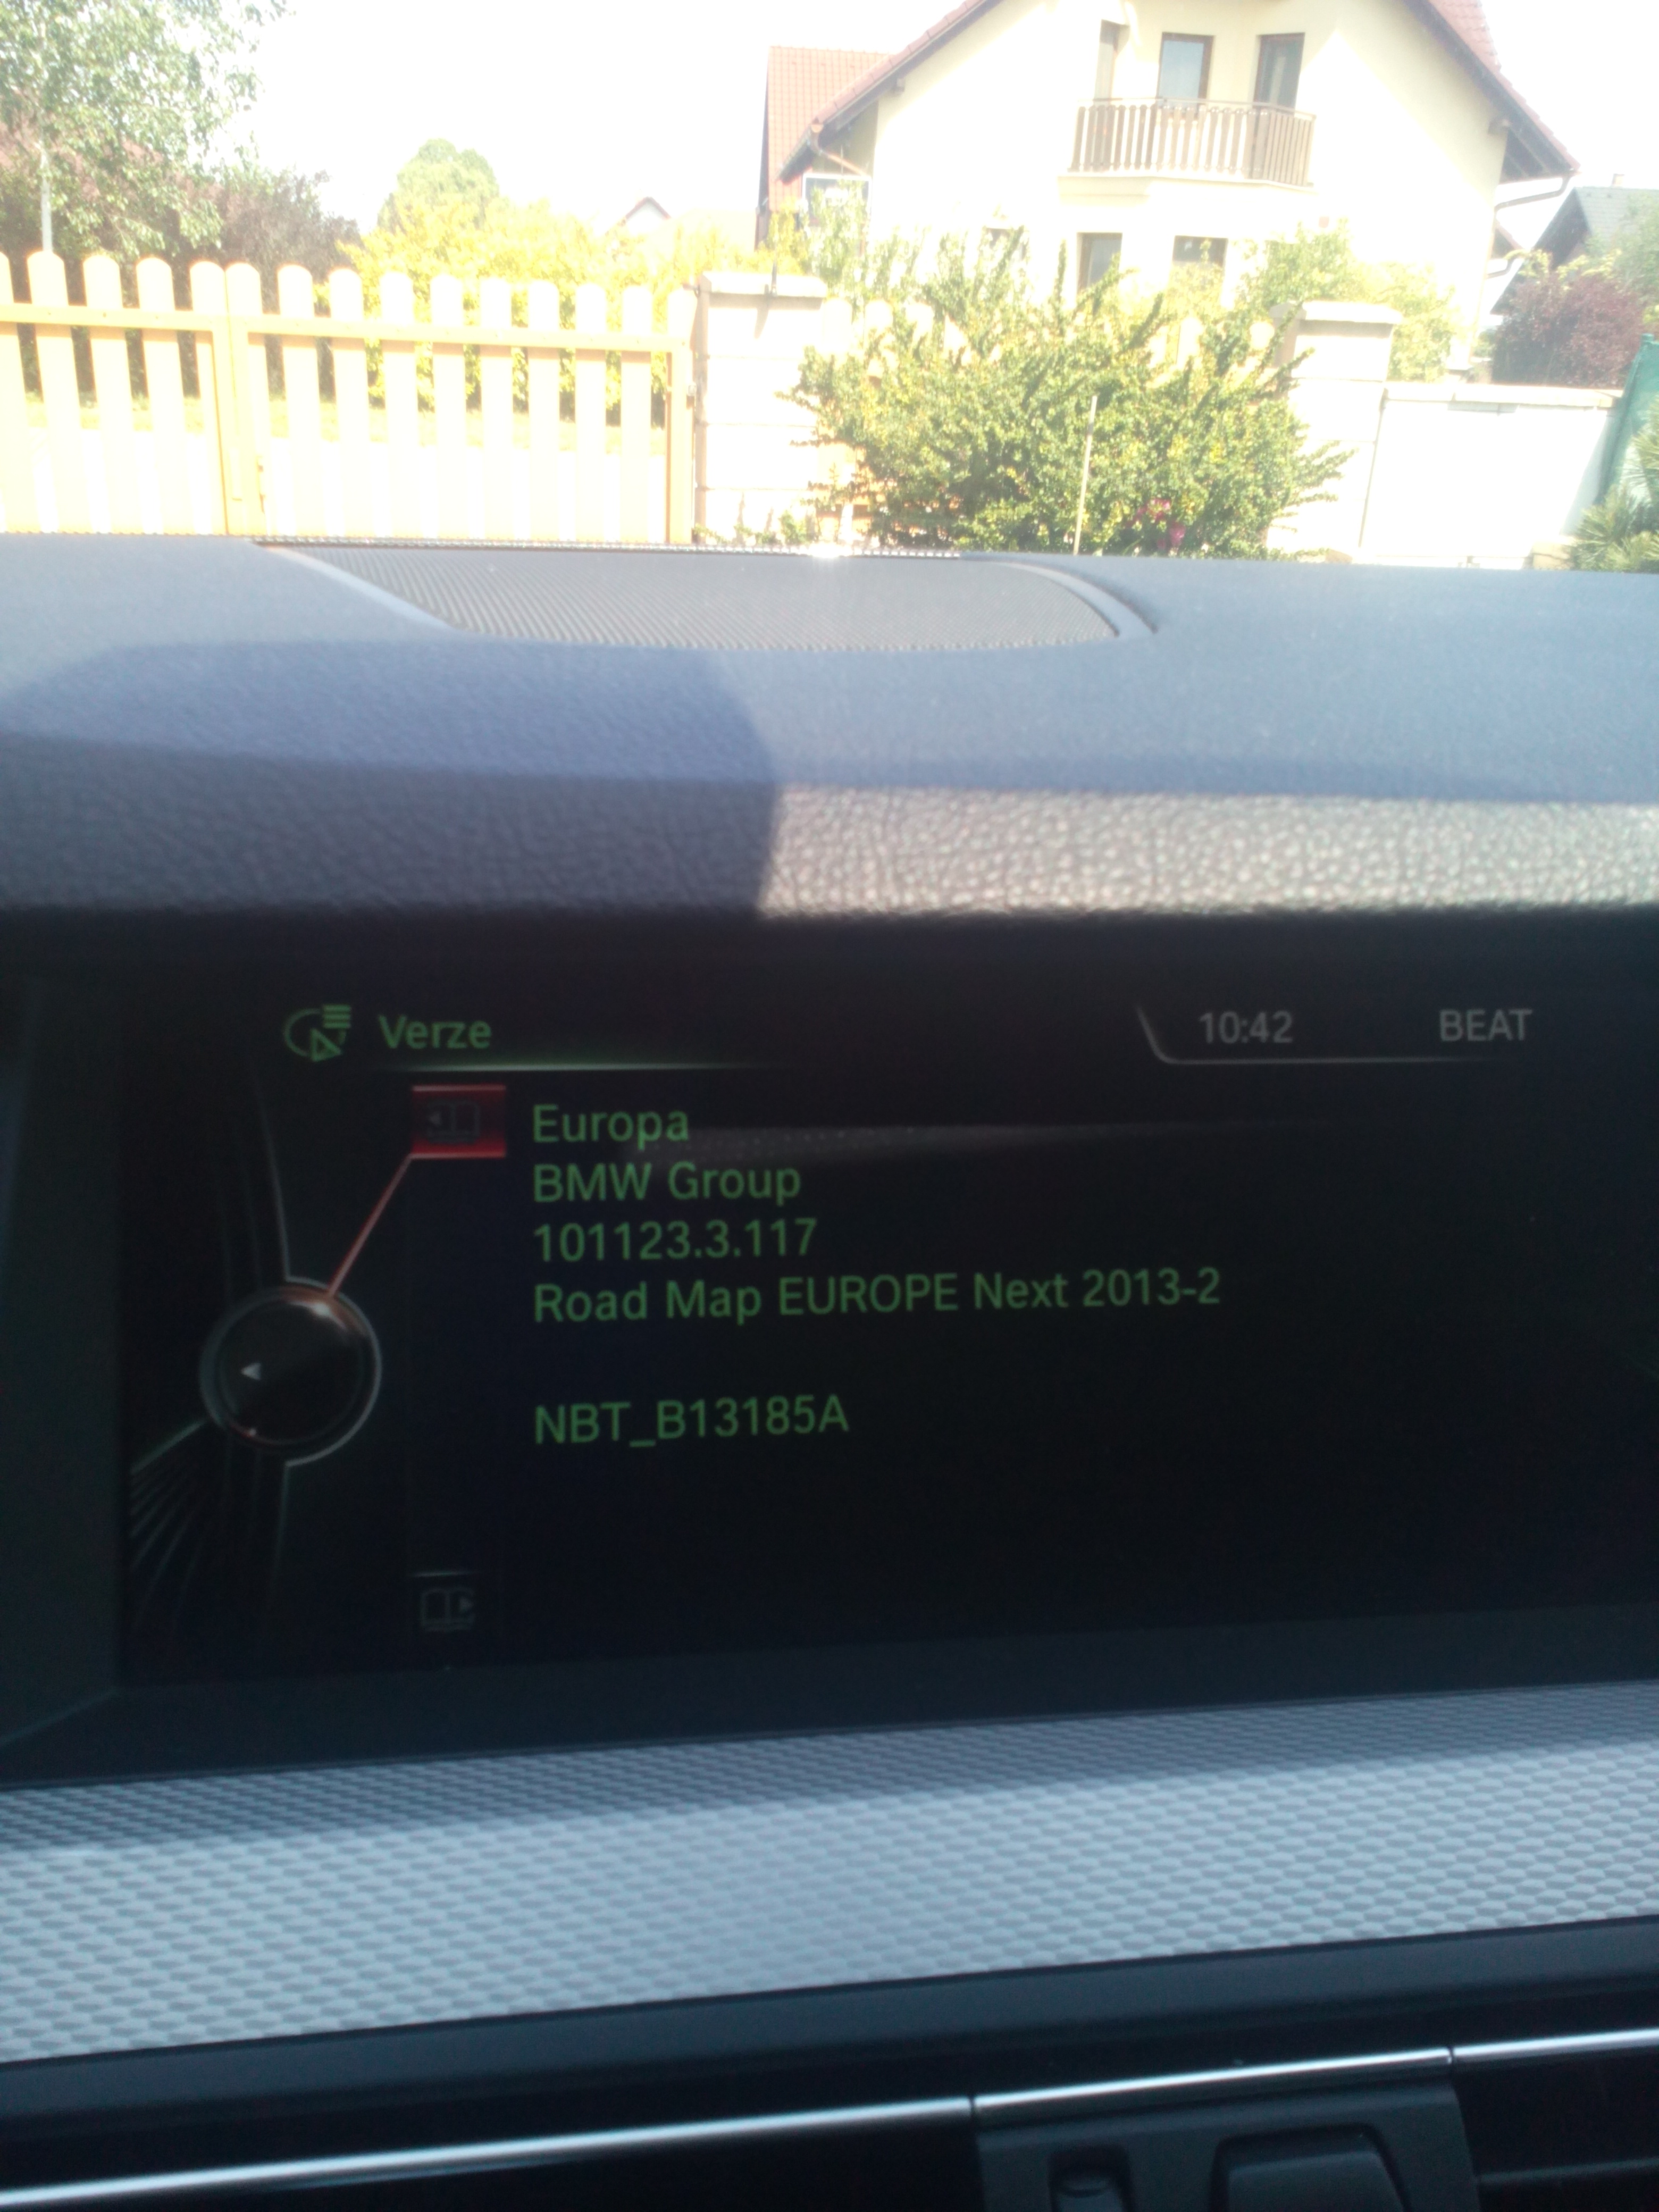 Verze
10:42
BEAT
Europa
BMW Group
101123.3.117
Road Map EUROPE Next 2013-2
NBT_B13185A